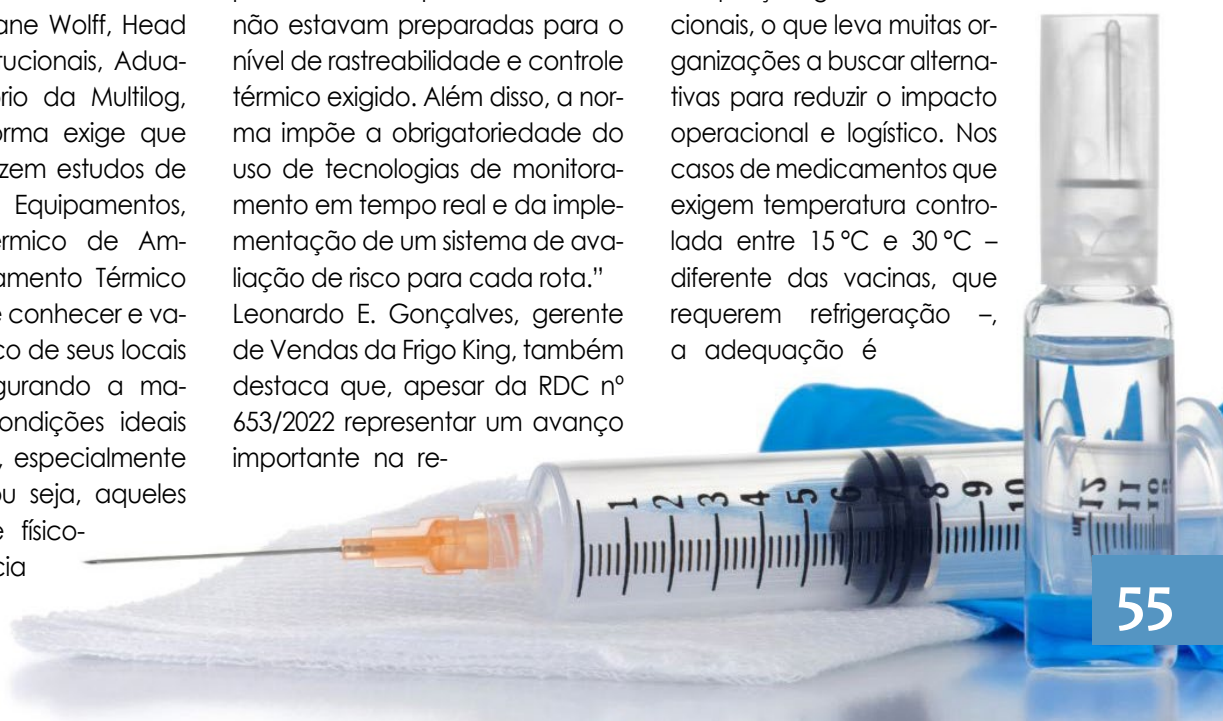 ane Wolff, Head
rucionais, Adua-
rio da Multilog,
orma exige que
zem estudos de
Equipamentos,
érmico de Am-
amento Térmico
e conhecer e va-
co de seus locais
gurando a ma-
ondições ideais
, especialmente
ou seja, aqueles
e físico-
cia
não estavam preparadas para o
nível de rastreabilidade e controle
térmico exigido. Além disso, a nor-
ma impõe a obrigatoriedade do
uso de tecnologias de monitora-
mento em tempo real e da imple-
mentação de um sistema de ava-
liação de risco para cada rota.”
Leonardo E. Gonçalves, gerente
de Vendas da Frigo King, também
destaca que, apesar da RDC nº
653/2022 representar um avanço
importante na re-
cionais, o que leva muitas or-
ganizações a buscar alterna-
tivas para reduzir o impacto
operacional e logístico. Nos
casos de medicamentos que
exigem temperatura contro-
lada entre 15 °C e 30 °C –
diferente das vacinas, que
requerem refrigeração –,
a adequação é
1 2 3 4 5 6 7 8 9 10
55